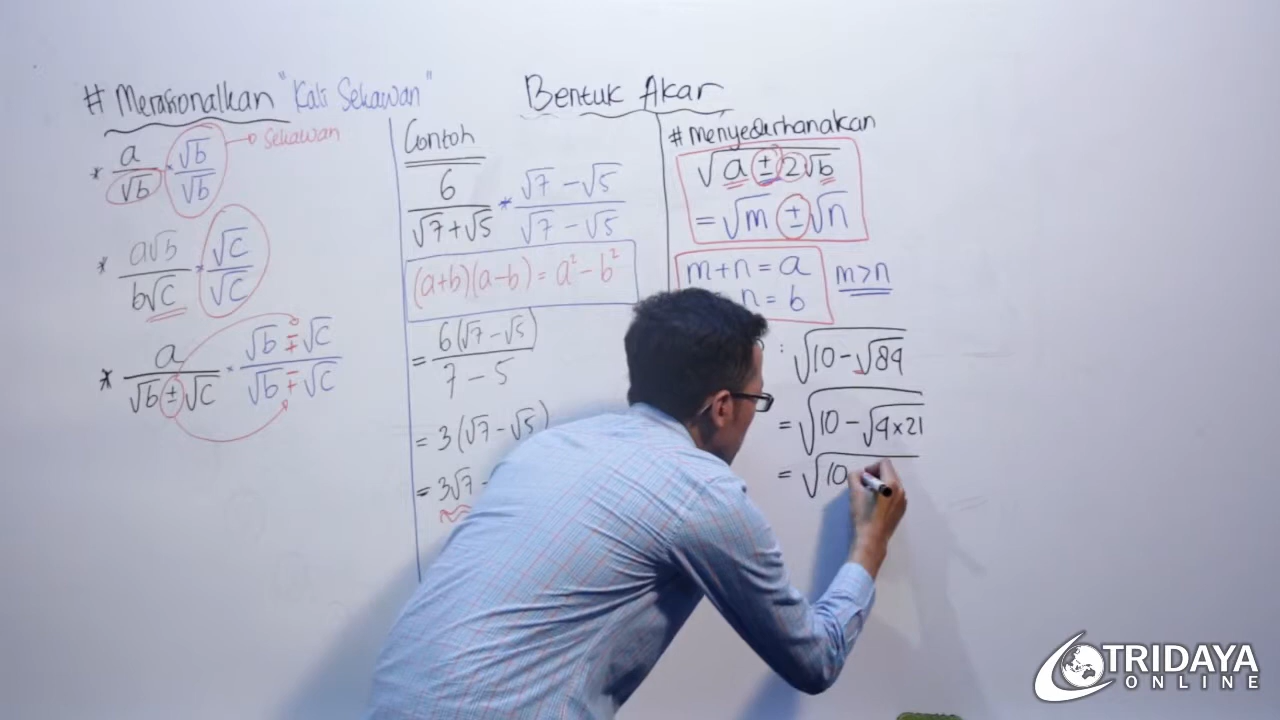 Bentuk Akar
# Merasionalkan "Kali Sekawan"
* a/√b * √b/√b → Sekawan
* a√b/b√c * √c/√c
* a/√b ± √c * √b ∓ √c/√b ∓ √c
Contoh
6/√7+√5 * √7 − √5/√7 − √5
(a+b)(a−b) = a² − b²
= 6(√7 − √5)/7 − 5
= 3(√7 − √5)
= 3√7 -
# Menyederhanakan
√a ± 2√b
= √m ± √n
m+n = a
n = b
m>n
: √10 − √84
= √10 − √4×21
= √10
TRIDAYA
ONLINE